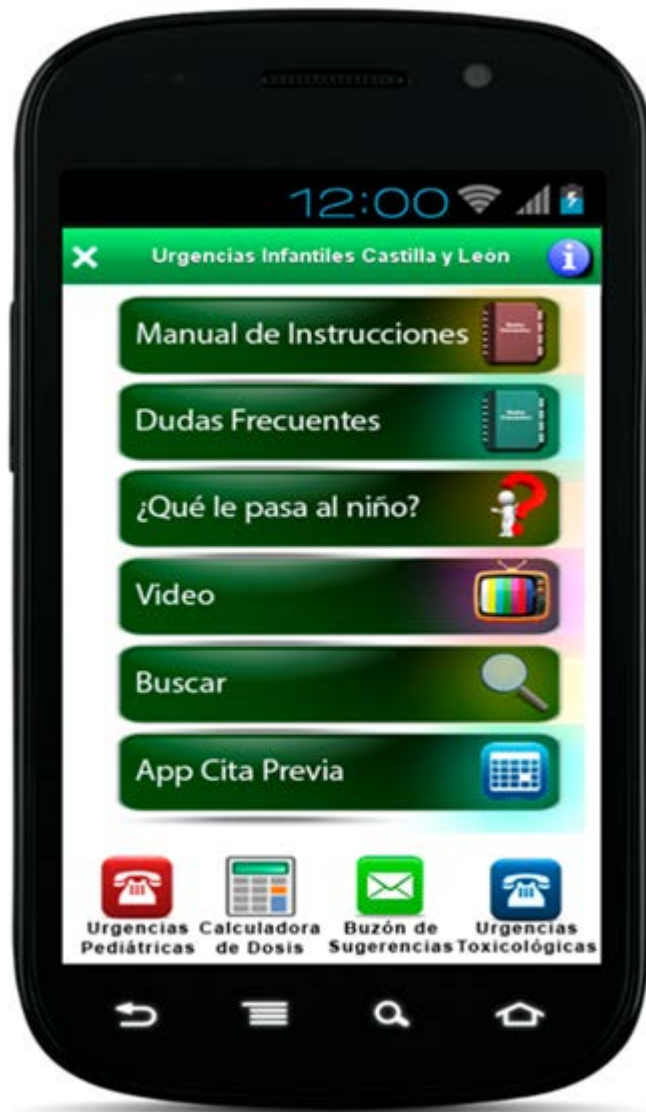 12:00
Urgencias Infantiles Castilla y León
Manual de Instrucciones
Dudas Frecuentes
¿Qué le pasa al niño?
Video
Buscar
App Cita Previa
Urgencias Pediátricas
Calculadora de Dosis
Buzón de Sugerencias
Urgencias Toxicológicas